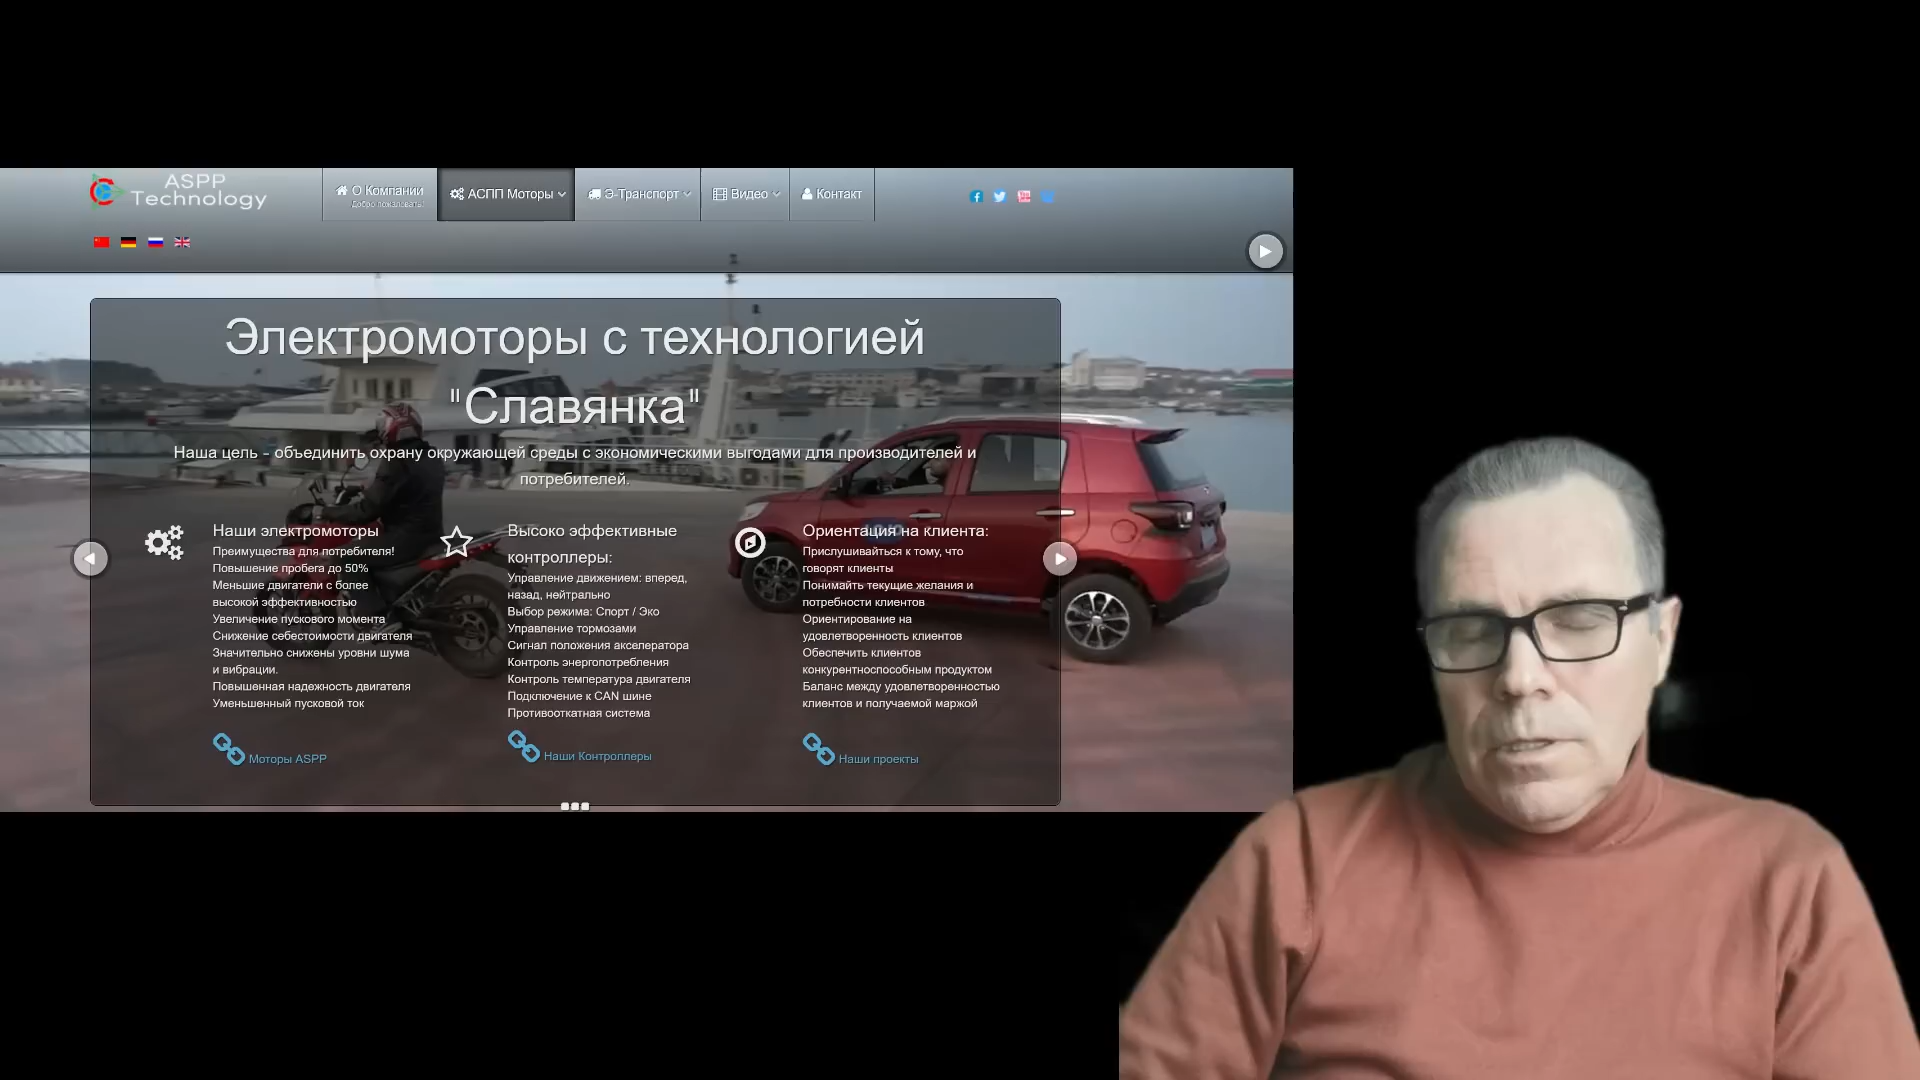 ASPP
Technology
О Компании
Добро пожаловать!
АСПП Моторы
Э-Транспорт
Видео
Контакт
Электромоторы с технологией
"Славянка"
Наша цель - объединить охрану окружающей среды с экономическими выгодами для производителей и
потребителей.
Наши электромоторы
Преимущества для потребителя!
Повышение пробега до 50%
Меньшие двигатели с более
высокой эффективностью
Увеличение пускового момента
Снижение себестоимости двигателя
Значительно снижены уровни шума
и вибрации.
Повышенная надежность двигателя
Уменьшенный пусковой ток
Моторы ASPP
Высоко эффективные
контроллеры:
Управление движением: вперед,
назад, нейтрально
Выбор режима: Спорт / Эко
Управление тормозами
Сигнал положения акселератора
Контроль энергопотребления
Контроль температура двигателя
Подключение к CAN шине
Противооткатная система
Наши Контроллеры
Ориентация на клиента:
Прислушивайться к тому, что
говорят клиенты
Понимайть текущие желания и
потребности клиентов
Ориентирование на
удовлетворенность клиентов
Обеспечить клиентов
конкурентноспособным продуктом
Баланс между удовлетворенностью
клиентов и получаемой маржой
Наши проекты